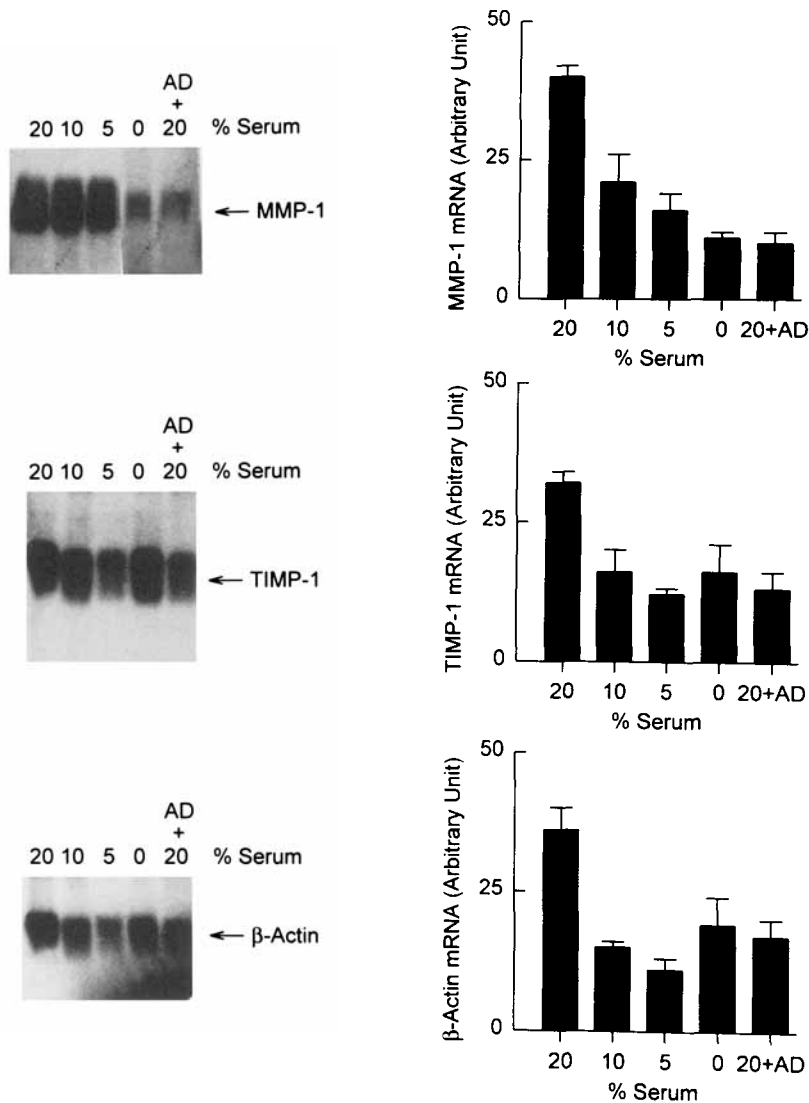 AD
+
20 10 5 0 20 % Serum
MMP-1
50
25
0
MMP-1 mRNA (Arbitrary Unit)
20 10 5 0 20+AD
% Serum
AD
+
20 10 5 0 20 % Serum
TIMP-1
50
25
0
TIMP-1 mRNA (Arbitrary Unit)
20 10 5 0 20+AD
% Serum
AD
+
20 10 5 0 20 % Serum
β-Actin
50
25
0
β-Actin mRNA (Arbitrary Unit)
20 10 5 0 20+AD
% Serum